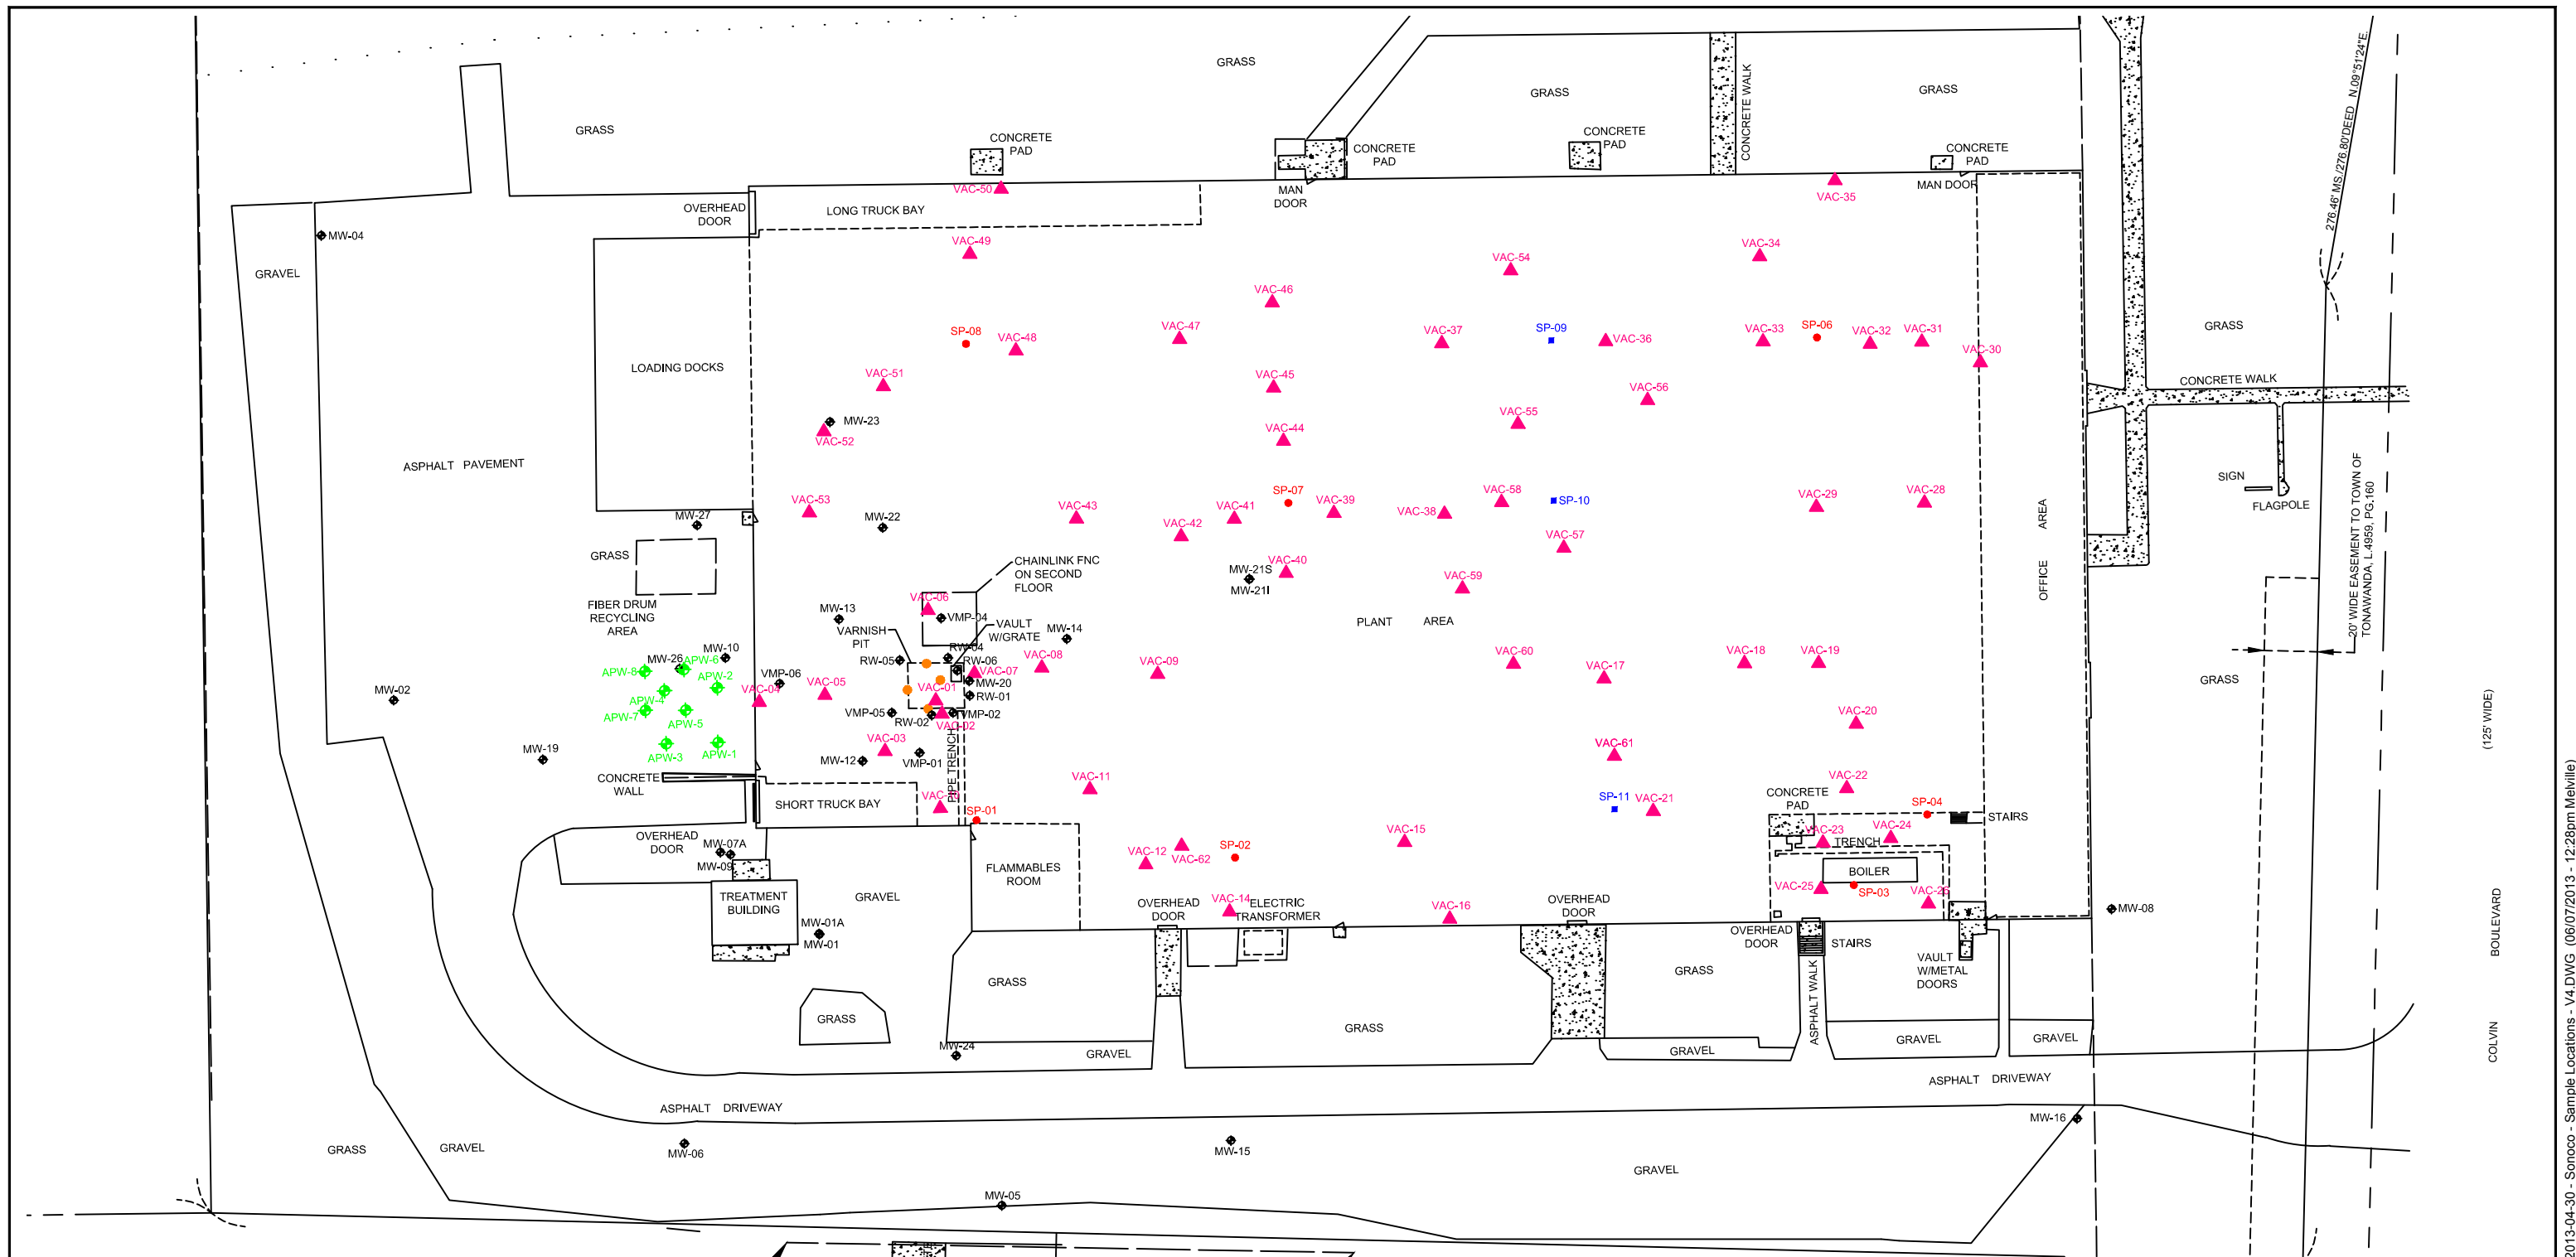 GRASS
GRASS
GRASS
GRASS
CONCRETE WALK
276.46' MS./276.80'DEED   N.09°51'24"E.
CONCRETE
PAD
CONCRETE
PAD
CONCRETE
PAD
CONCRETE
PAD
VAC-50
MAN
DOOR
MAN DOOR
VAC-35
OVERHEAD
DOOR
LONG TRUCK BAY
MW-04
VAC-49
VAC-34
VAC-54
GRAVEL
VAC-46
SP-08
VAC-48
VAC-47
VAC-37
SP-09
VAC-36
VAC-33
SP-06
VAC-32
VAC-31
VAC-30
GRASS
LOADING DOCKS
VAC-51
VAC-45
VAC-56
CONCRETE WALK
MW-23
VAC-52
VAC-44
VAC-55
ASPHALT   PAVEMENT
SIGN
FLAGPOLE
20' WIDE EASEMENT TO TOWN OF
TONAWANDA, L.4959, PG.160
VAC-53
MW-27
MW-22
VAC-43
VAC-42
VAC-41
SP-07
VAC-39
VAC-38
VAC-58
SP-10
VAC-29
VAC-28
OFFICE   AREA
GRASS
CHAINLINK FNC
ON SECOND
FLOOR
MW-21S
MW-21I
VAC-40
VAC-57
VAC-59
FIBER DRUM
RECYCLING
AREA
MW-13
VAC-06
VMP-04
VARNISH
PIT
VAULT
W/GRATE
MW-14
PLANT   AREA
MW-10
MW-26
APW-6
APW-8
APW-2
APW-4
APW-7
APW-5
APW-3
APW-1
VMP-06
RW-05
RW-04
RW-06
VAC-07
VAC-08
VAC-09
VAC-60
VAC-17
VAC-18
VAC-19
GRASS
MW-02
VAC-04
VAC-05
VAC-01
MW-20
RW-01
VMP-05
RW-02
VMP-02
VAC-02
VAC-20
(125' WIDE)
MW-19
VAC-03
MW-12
VMP-01
PIPE TRENCH
VAC-61
CONCRETE
WALL
SHORT TRUCK BAY
SP-01
VAC-11
SP-11
VAC-21
CONCRETE
PAD
VAC-22
SP-04
STAIRS
OVERHEAD
DOOR
MW-07A
MW-09
VAC-12
VAC-62
SP-02
VAC-15
VAC-23
VAC-24
TRENCH
FLAMMABLES
ROOM
BOILER
TREATMENT
BUILDING
GRAVEL
VAC-25
SP-03
MW-08
OVERHEAD
DOOR
VAC-14
ELECTRIC
TRANSFORMER
VAC-16
OVERHEAD
DOOR
MW-01A
MW-01
OVERHEAD
DOOR
STAIRS
VAULT
W/METAL
DOORS
GRASS
GRASS
ASPHALT WALK
GRASS
GRASS
MW-24
GRAVEL
GRAVEL
GRAVEL
GRAVEL
COLVIN   BOULEVARD
ASPHALT   DRIVEWAY
ASPHALT   DRIVEWAY
MW-16
GRASS
GRAVEL
MW-06
MW-15
GRAVEL
MW-05
2013-04-30 - Sonoco - Sample Locations - V4.DWG (06/07/2013 - 12:28pm Melville)